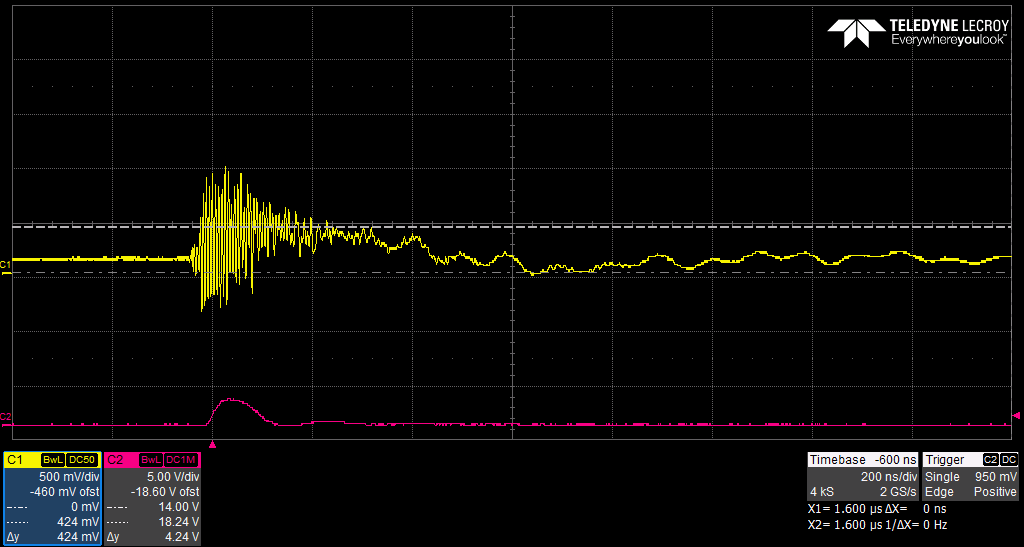 TELEDYNE LECROY
Everywhereyoulook™
C1
C2
C1 BwL DC50
500 mV/div
-460 mV ofst
0 mV
424 mV
Δy 424 mV
C2 BwL DC1M
5.00 V/div
-18.60 V ofst
14.00 V
18.24 V
Δy 4.24 V
Timebase -600 ns
200 ns/div
4 kS 2 GS/s
Trigger C2 DC
Single 950 mV
Edge Positive
X1= 1.600 µs ΔX= 0 ns
X2= 1.600 µs 1/ΔX= 0 Hz